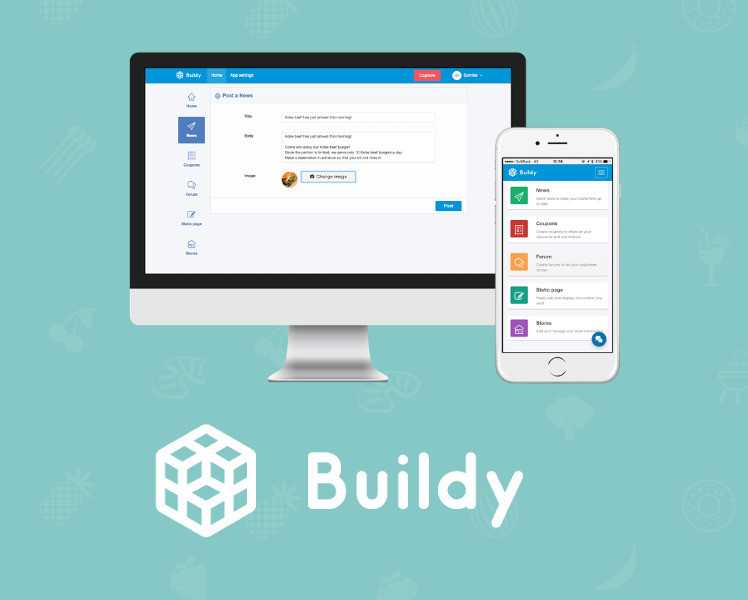 Buildy
Home
App settings
Upgrade
Sunrise
Home
News
Coupons
Forum
Static page
Stores
Post a News
Title
Kobe beef has just arrived this morning!
Body
Kobe beef has just arrived this morning!
Come and enjoy our Kobe beef burger!
Since the portion is limited, we serve only 10 Kobe beef burgers a day.
Make a reservation in advance so that you will not miss it!
Image
Change image
Post
SoftBank
Buildy
News
Send news to keep your customers up
to date
Coupons
Create coupons to share all your
discounts and promotions
Forum
Create forums to let your customers
Static page
Freely edit and display the content you
want
Stores
Add and manage your store information
Buildy